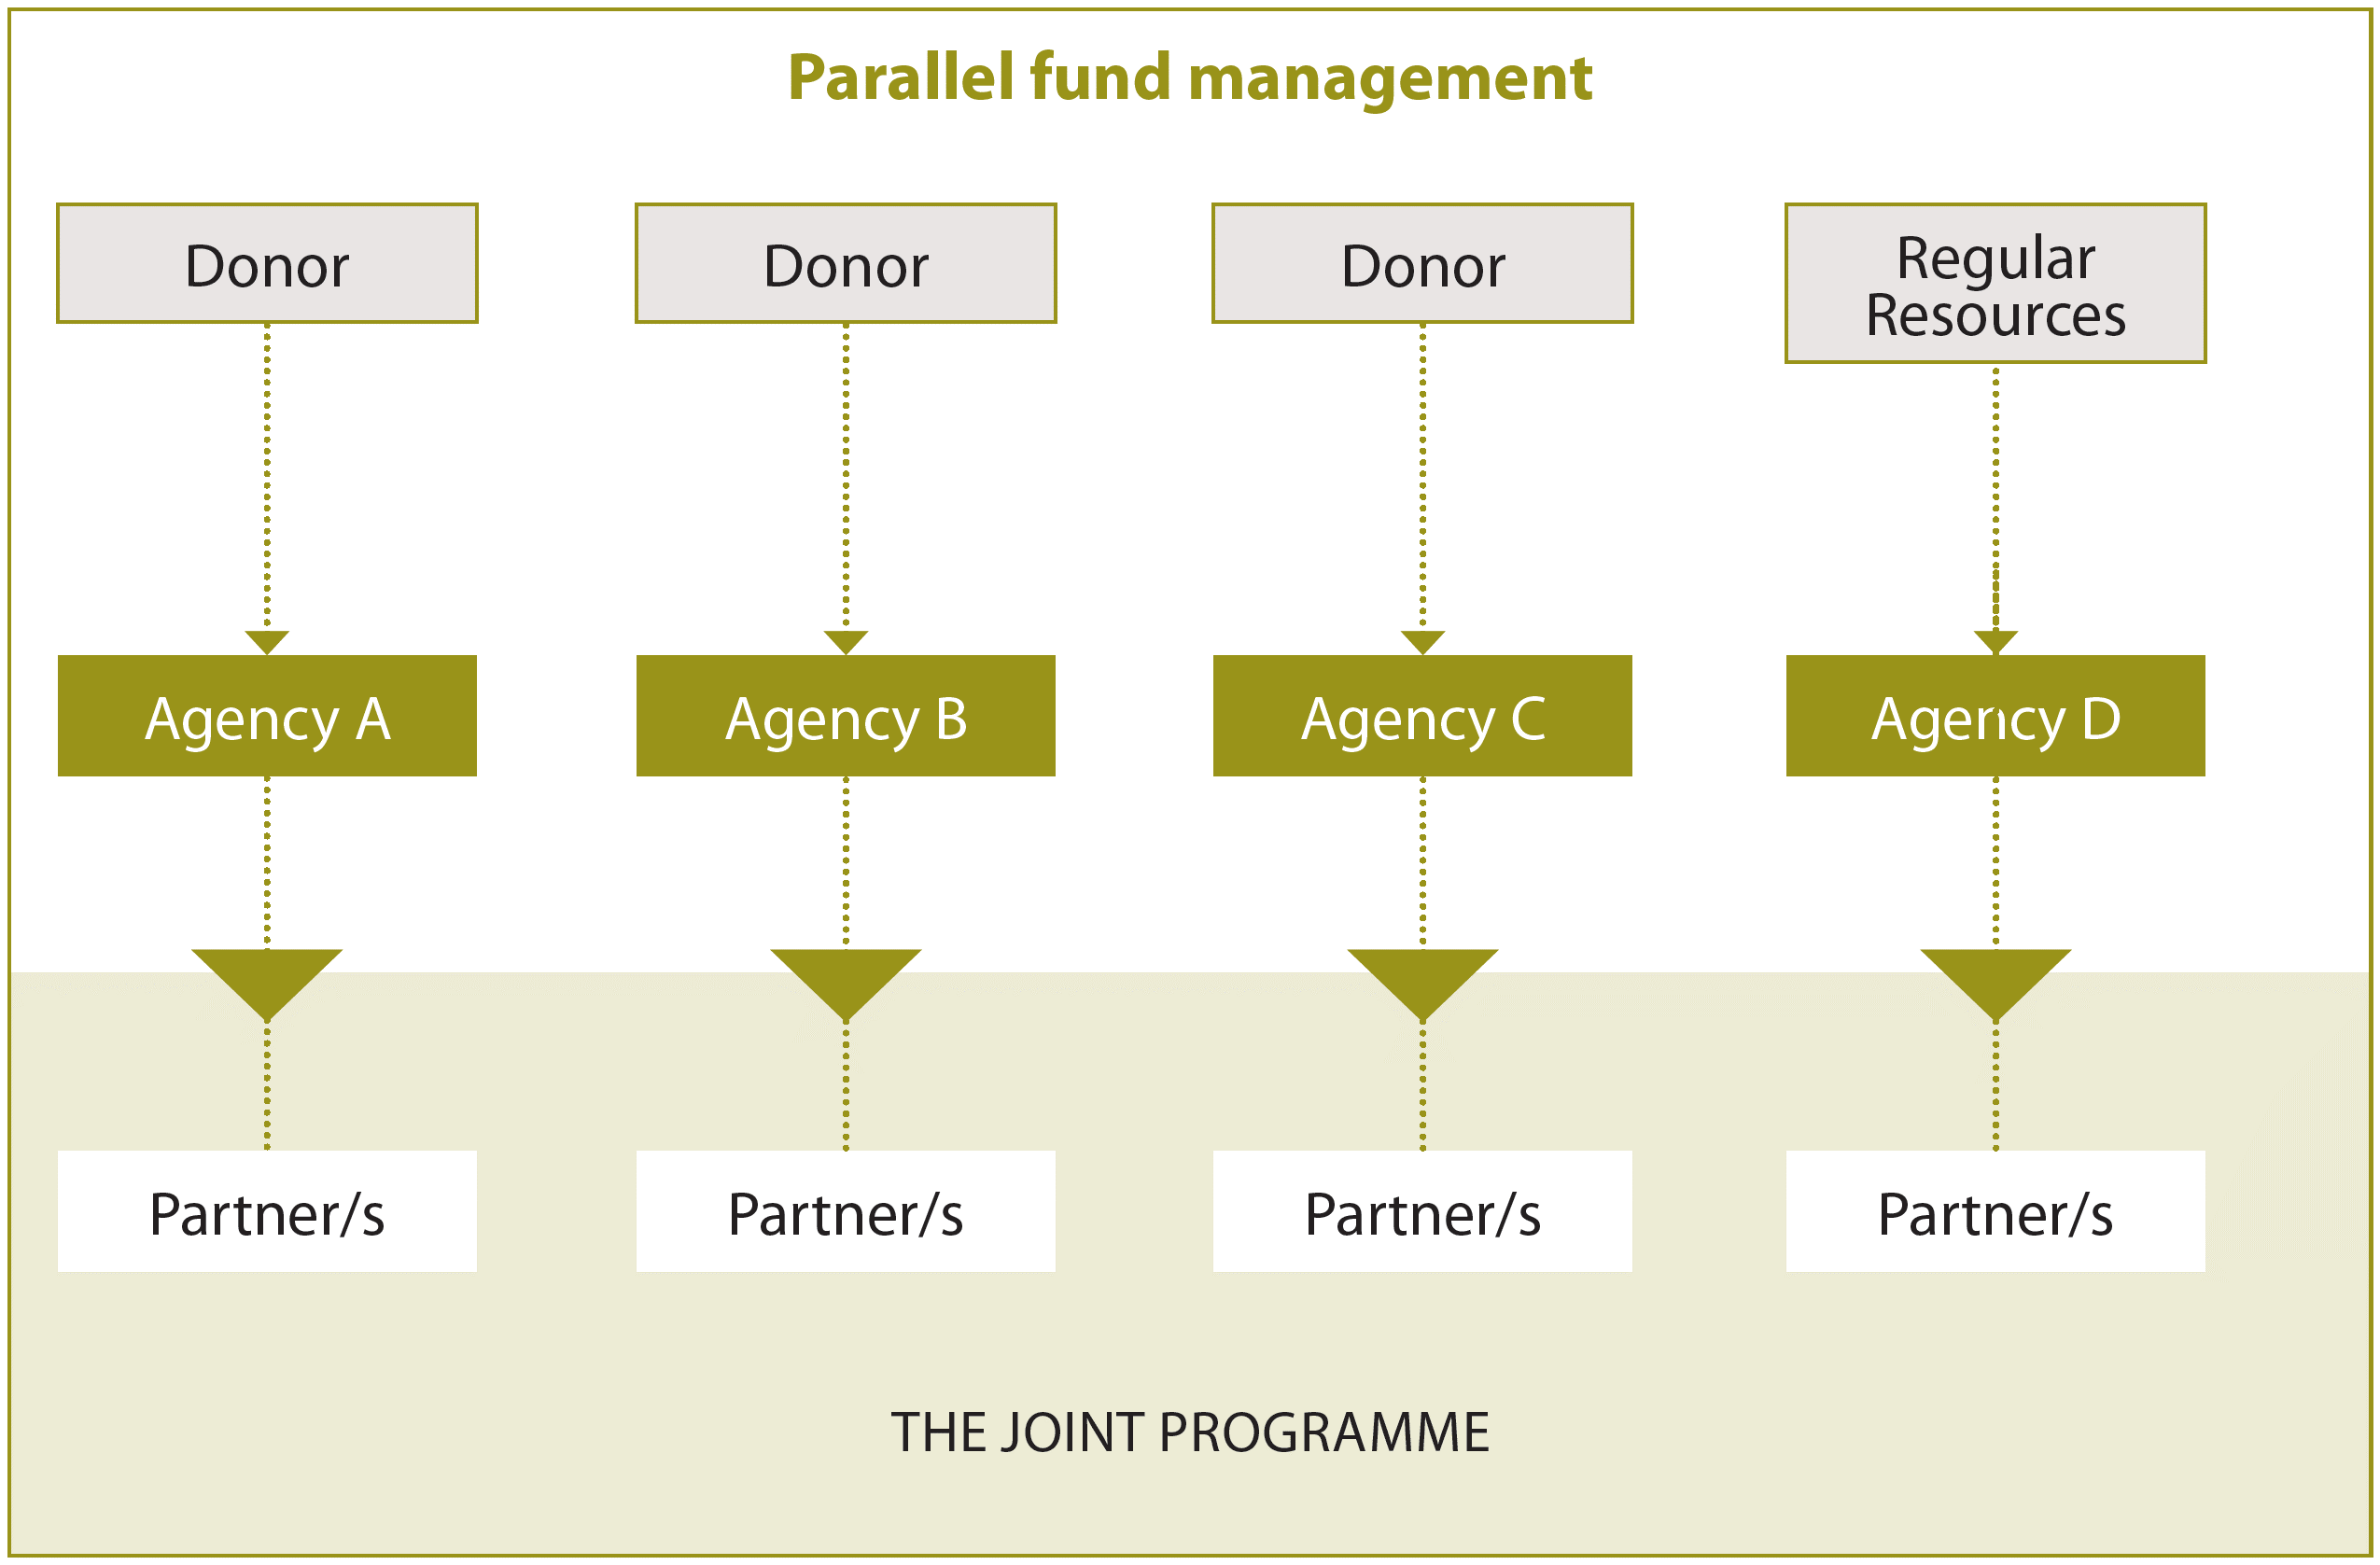 Parallel fund management
Donor
Donor
Donor
Regular
Resources
Agency A
Agency B
Agency C
Agency D
Partner/s
Partner/s
Partner/s
Partner/s
THE JOINT PROGRAMME